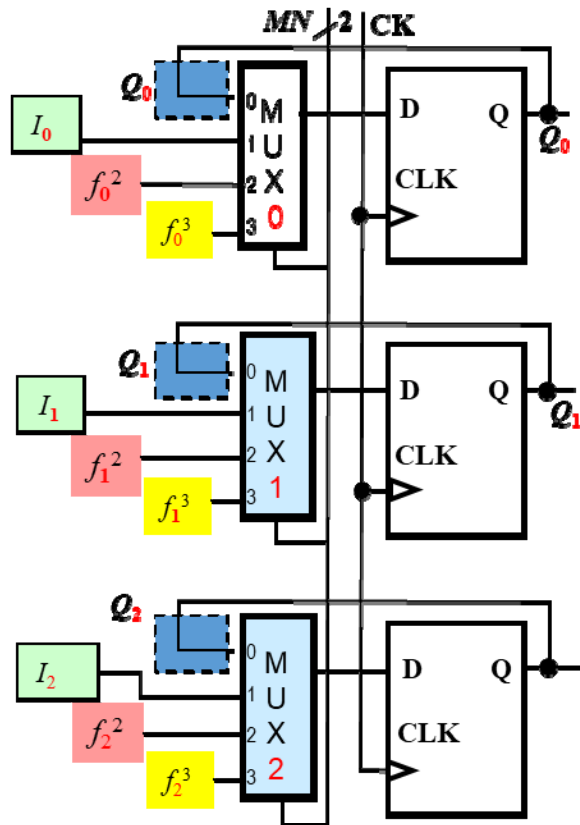 MN 2 CK
Q₀
I₀
f₀²
f₀³
0
1
2
3
M
U
X
0
D Q
CLK
Q₀
Q₁
I₁
f₁²
f₁³
0
1
2
3
M
U
X
1
D Q
CLK
Q₁
Q₂
I₂
f₂²
f₂³
0
1
2
3
M
U
X
2
D Q
CLK